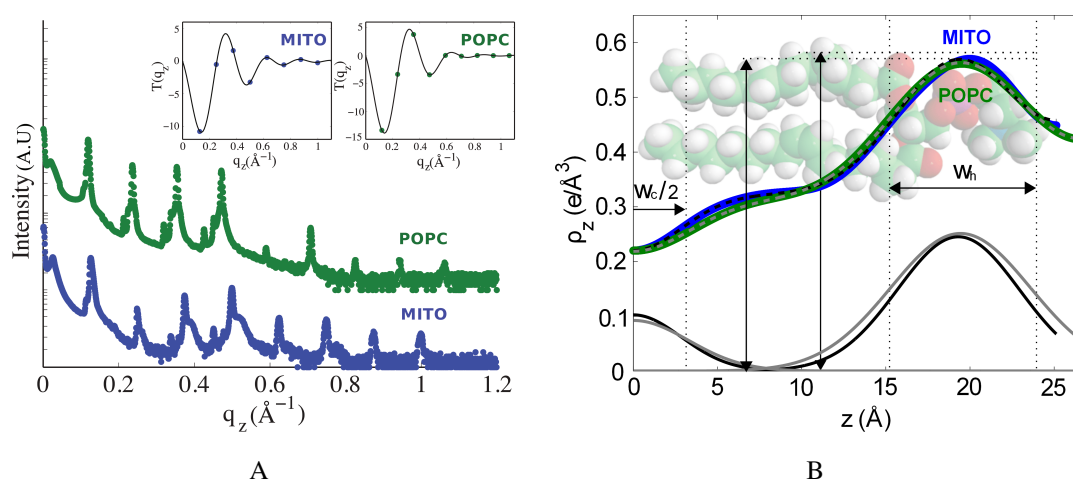 5
0
−5
−10
T(q_z)
MITO
0 0.2 0.4 0.6 0.8 1
q_z(Å⁻¹)
5
0
−5
−10
−15
T(q_z)
POPC
0 0.2 0.4 0.6 0.8 1
q_z(Å⁻¹)
Intensity (A.U)
POPC
MITO
0 0.2 0.4 0.6 0.8 1 1.2
q_z(Å⁻¹)
A
0.6
0.5
0.4
0.3
0.2
0.1
0
ρ_z (e/Å³)
MITO
POPC
W_c/2
W_h
0 5 10 15 20 25
z (Å)
B